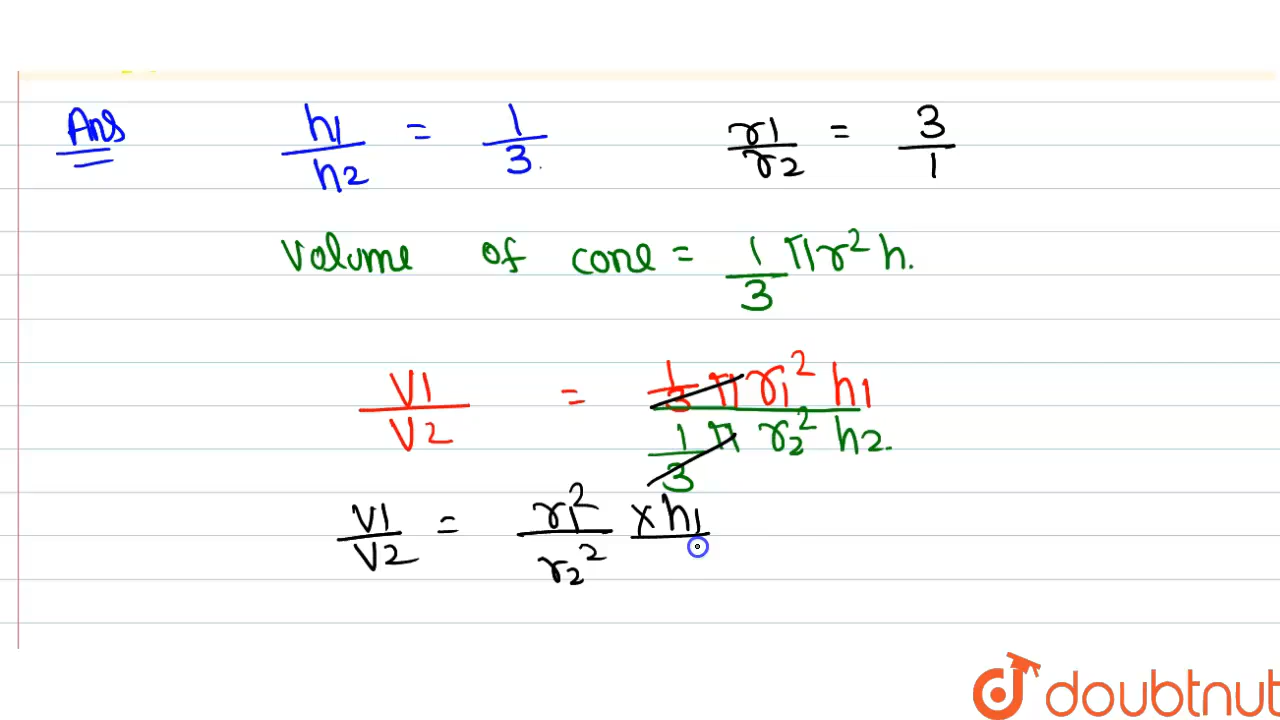 Ans h1/h2 = 1/3. r1/r2 = 3/1
Volume of cone = 1/3 πr² h.
V1/V2 = 1/3 π r₁² h1 / 1/3 π r₂² h2.
V1/V2 = r₁²/r₂² × h1
doubtnut